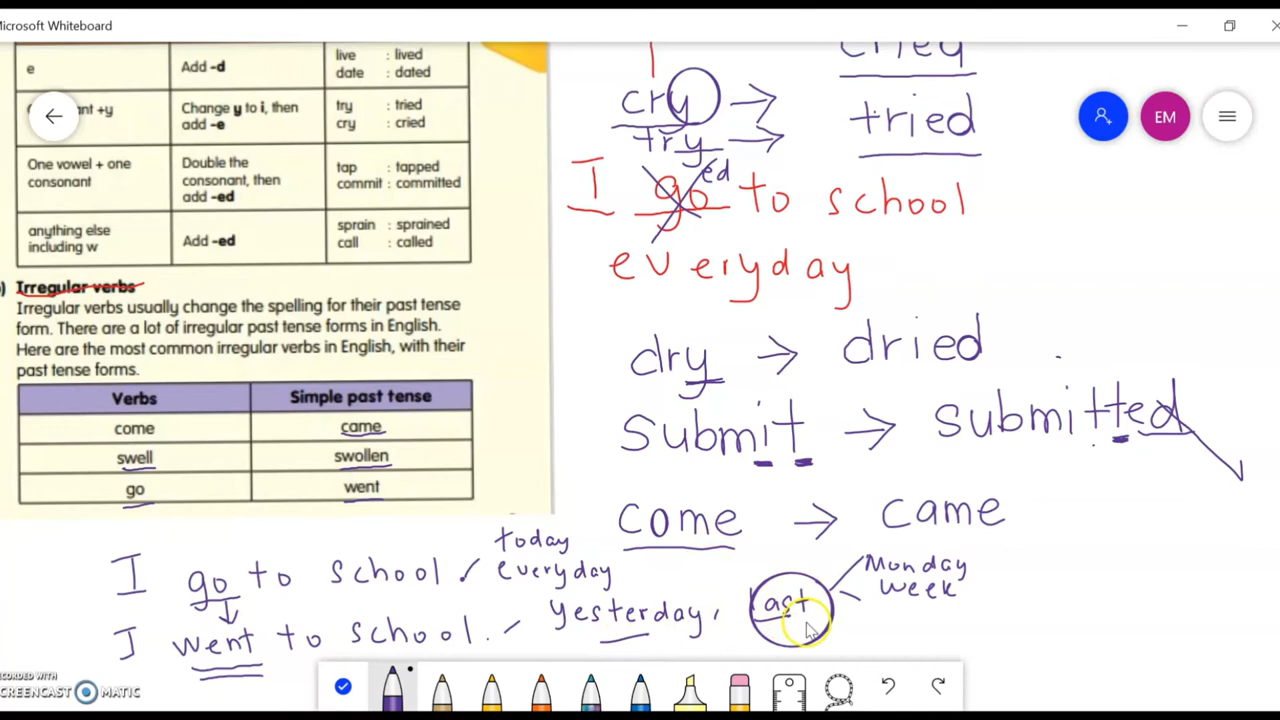 Microsoft Whiteboard
e
Add -d
live : lived
date : dated
nt +y
Change y to i, then
add -e
try : tried
cry : cried
One vowel + one
consonant
Double the
consonant, then
add -ed
tap : tapped
commit : committed
anything else
including w
Add -ed
sprain : sprained
call : called
) Irregular verbs
Irregular verbs usually change the spelling for their past tense
form. There are a lot of irregular past tense forms in English.
Here are the most common irregular verbs in English, with their
past tense forms.
Verbs Simple past tense
come came
swell swollen
go went
cried
cry →
try → tried
I go ed to school
everyday
dry → dried
submit → submitted
come → came
I go to school / today
everyday
I went to school. / yesterday, last Monday
week
EM
RECORDED WITH
SCREENCAST MATIC